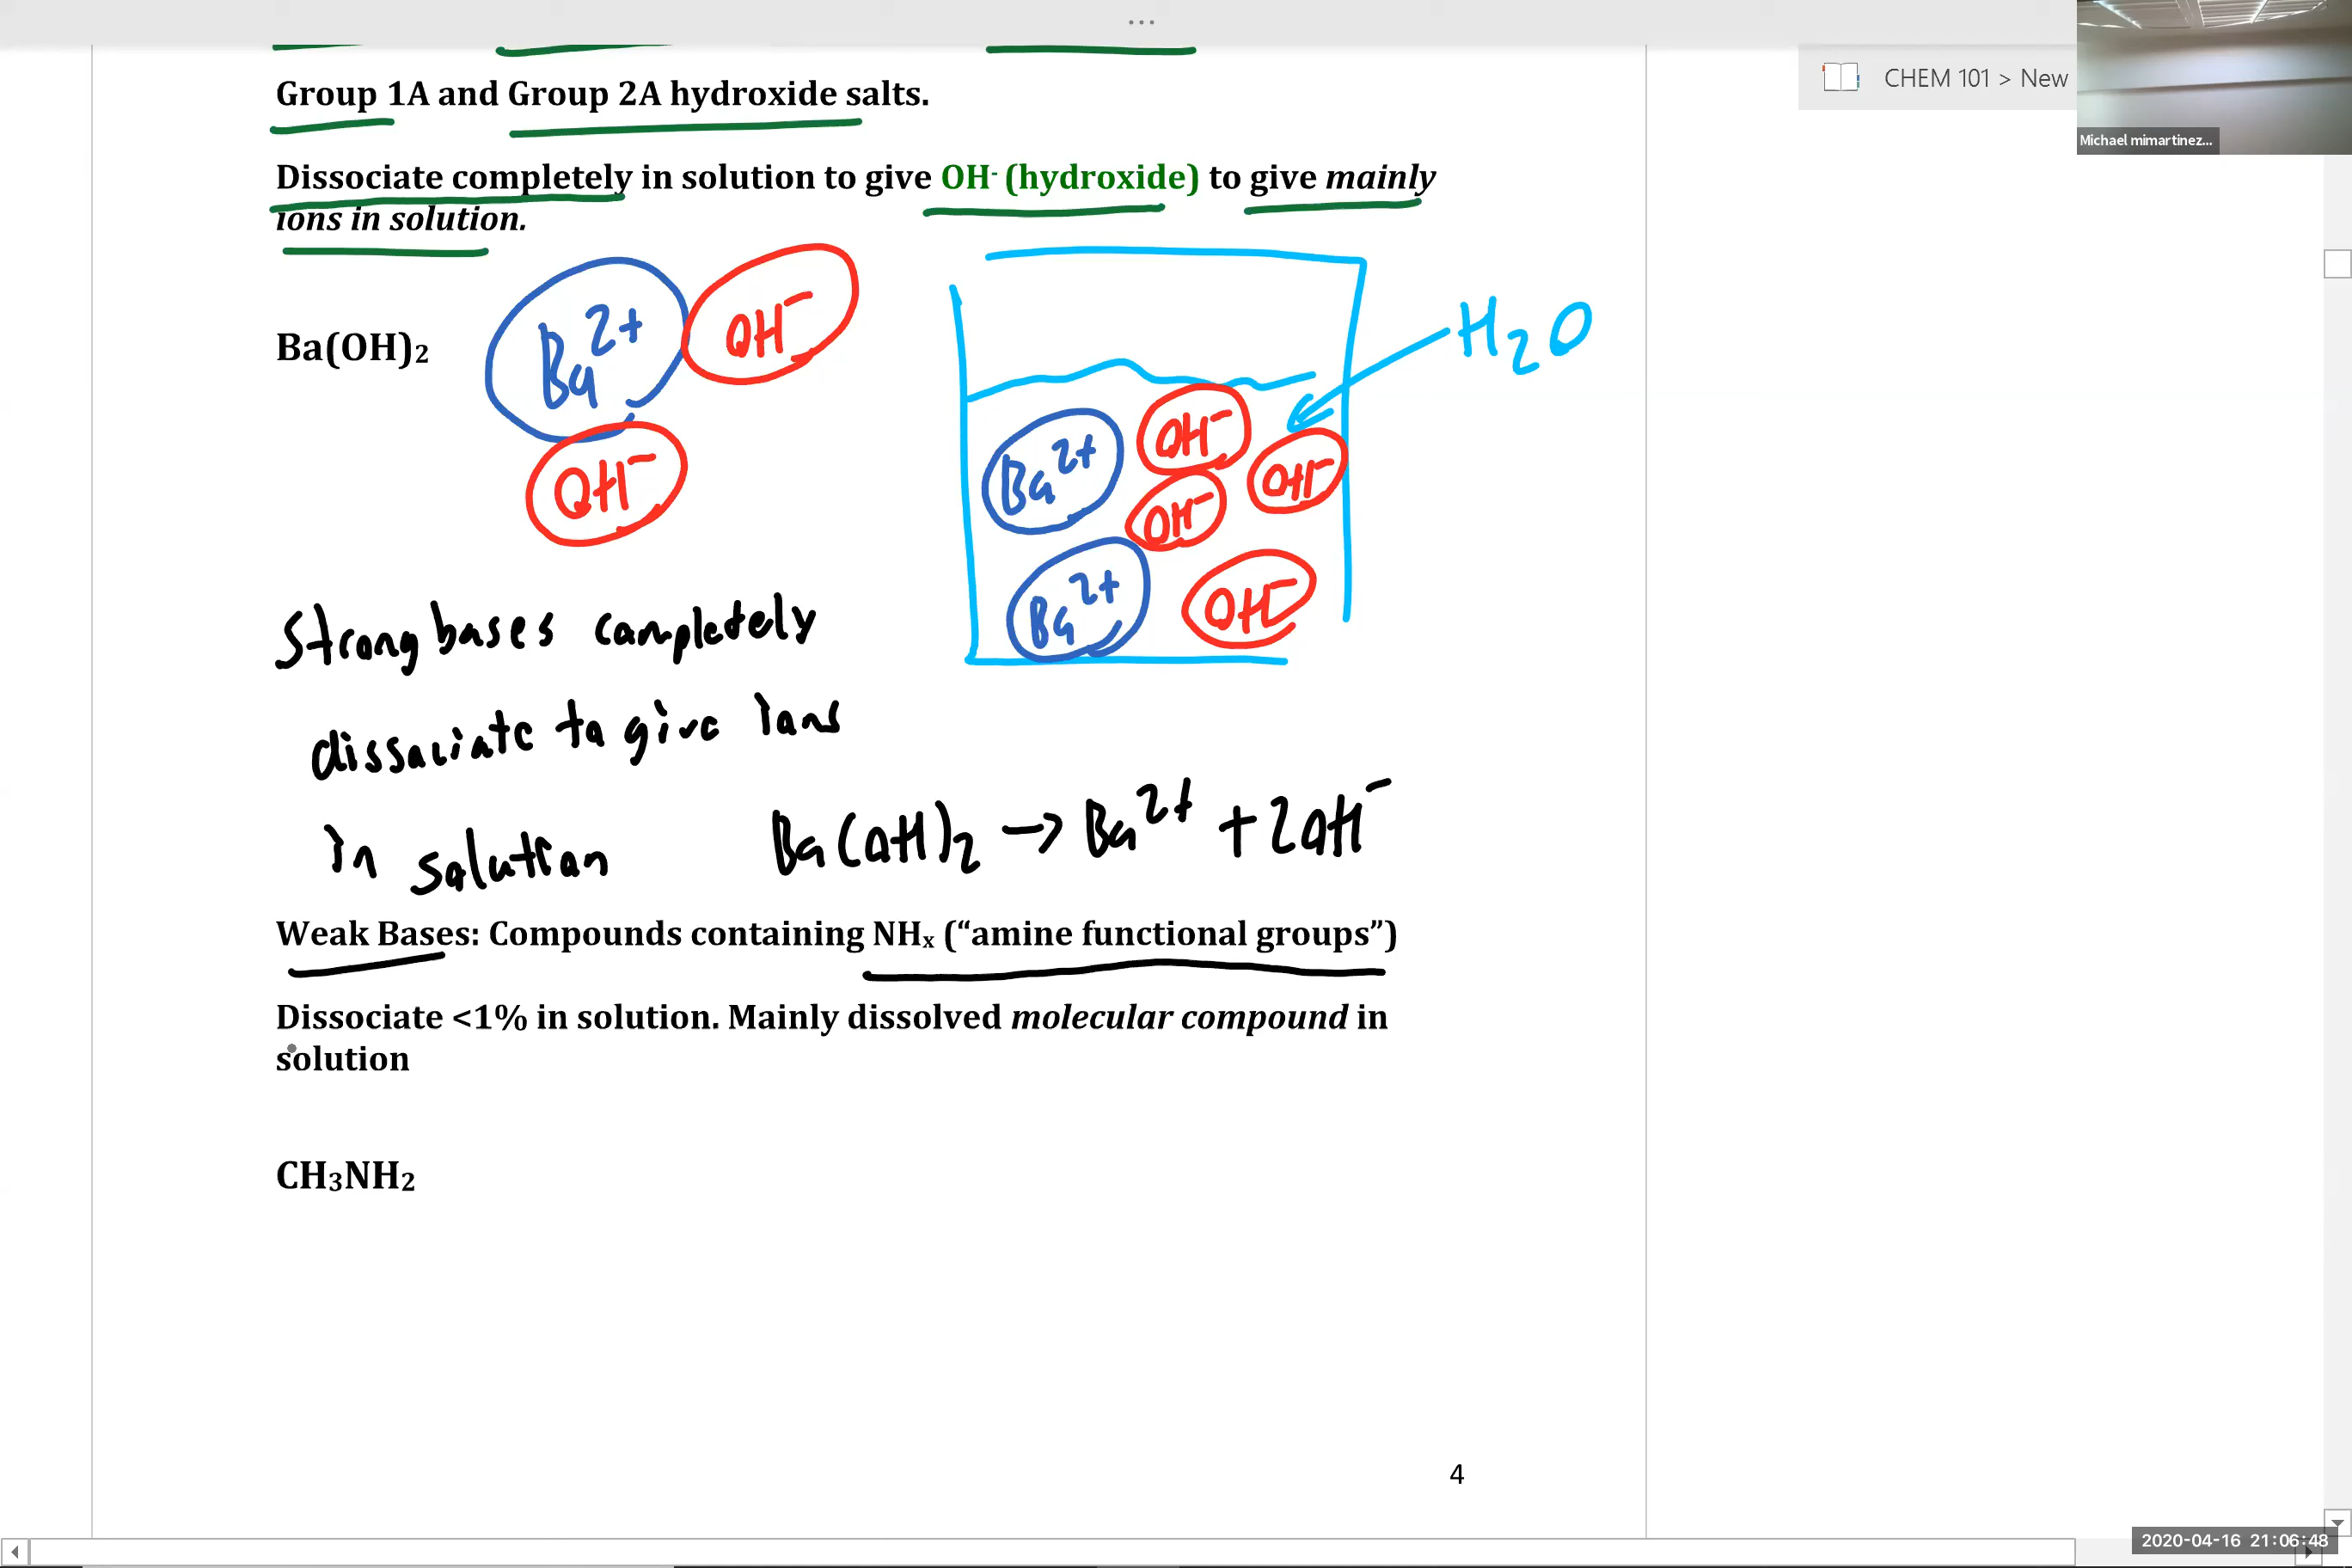 ...
CHEM 101 > New
Michael mimartinez...
Group 1A and Group 2A hydroxide salts.
Dissociate completely in solution to give OH⁻ (hydroxide) to give mainly
ions in solution.
Ba(OH)₂
Ba²⁺
OH⁻
OH⁻
H₂O
Ba²⁺
OH⁻
OH⁻
OH⁻
Ba²⁺
OH⁻
Strong bases completely
dissociate to give ions
in solution
Ba(OH)₂ → Ba²⁺ + 2OH⁻
Weak Bases: Compounds containing NHₓ (“amine functional groups”)
Dissociate <1% in solution. Mainly dissolved molecular compound in
solution
CH₃NH₂
4
2020-04-16 21:06:48